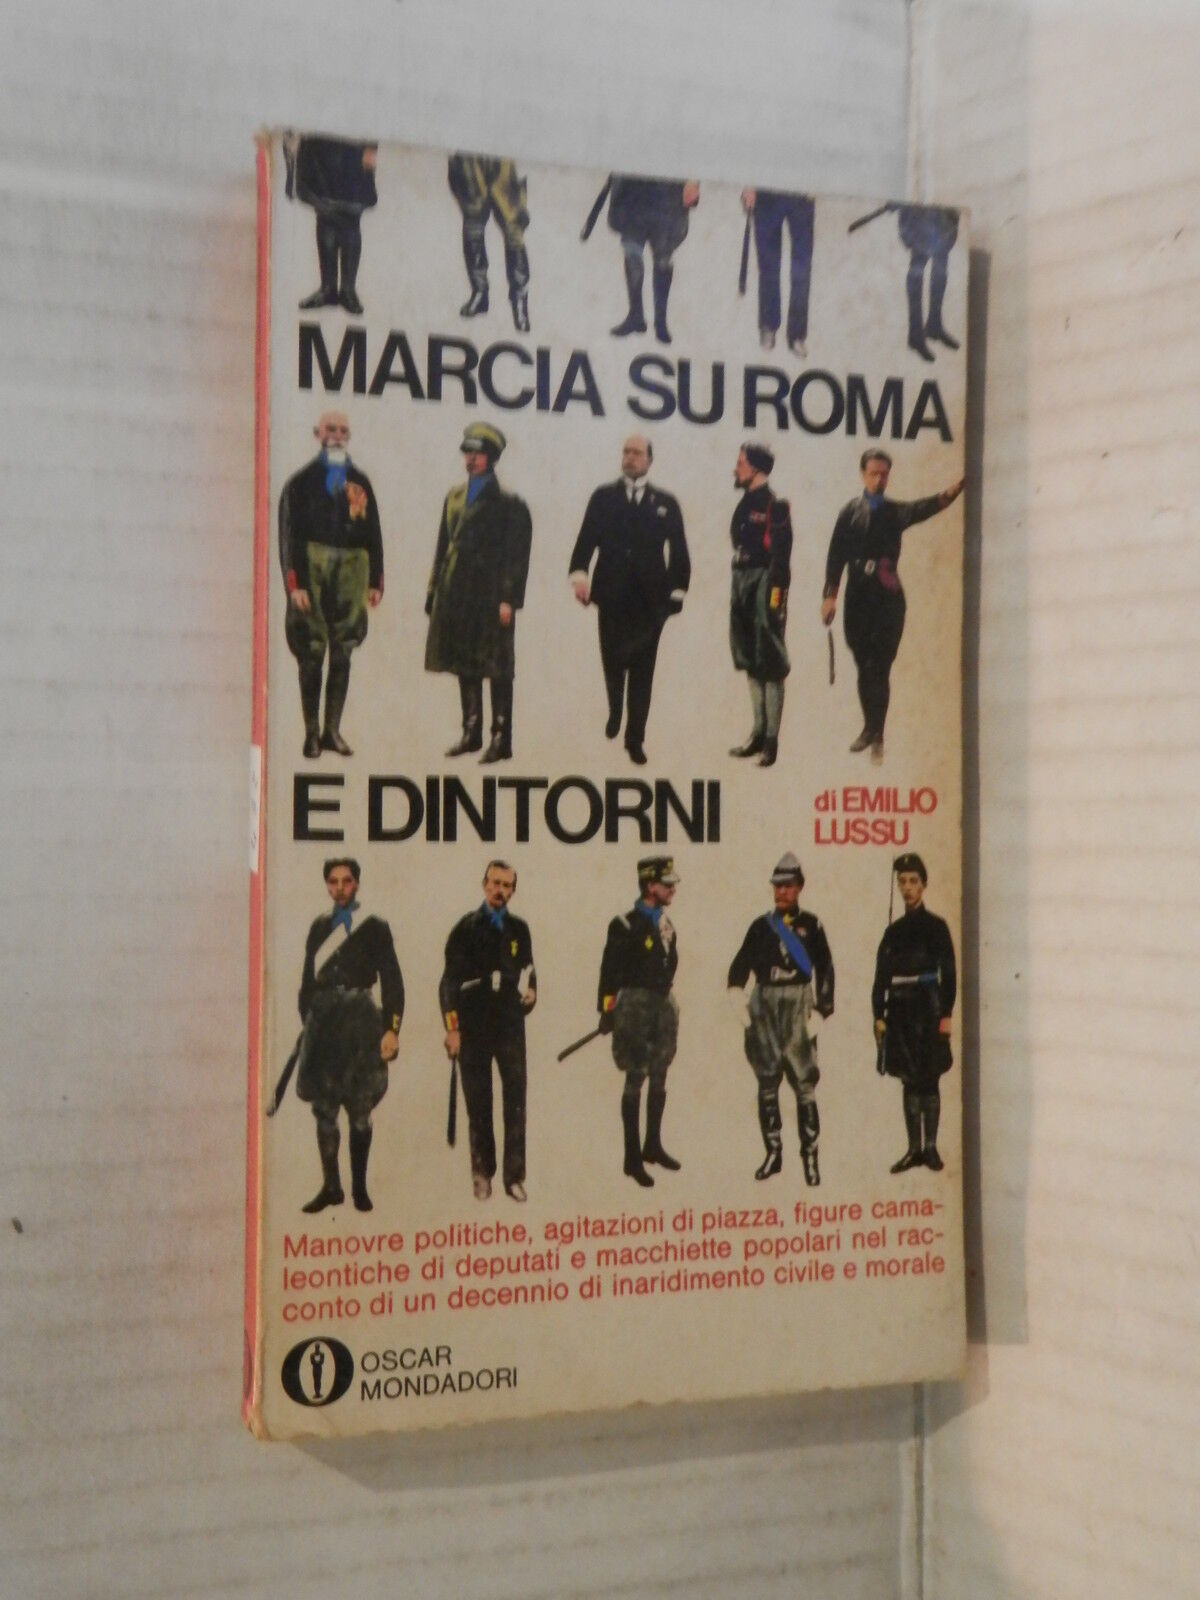 MARCIA SU ROMA
E DINTORNI
di EMILIO
LUSSU
Manovre politiche, agitazioni di piazza, figure cama-
leontiche di deputati e macchiette popolari nel rac-
conto di un decennio di inaridimento civile e morale
OSCAR
MONDADORI